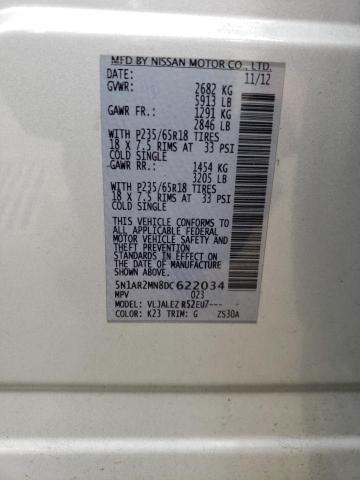 MFD BY NISSAN MOTOR CO., LTD.
DATE: 11/12
GVWR: 2682 KG
5913 LB
GAWR FR.: 1291 KG
2846 LB
WITH P235/65R18 TIRES
18 X 7.5 RIMS AT 33 PSI
COLD SINGLE
GAWR RR.: 1454 KG
3205 LB
WITH P235/65R18 TIRES
18 X 7.5 RIMS AT 33 PSI
COLD SINGLE
THIS VEHICLE CONFORMS TO
ALL APPLICABLE FEDERAL
MOTOR VEHICLE SAFETY AND
THEFT PREVENTION
STANDARDS IN EFFECT ON THE
DATE OF MANUFACTURE SHOWN
ABOVE.
5N1AR2MN8DC622034
MPV 023
MODEL: VLJALEZ R52EU7---
COLOR: K23 TRIM: G ZS30A